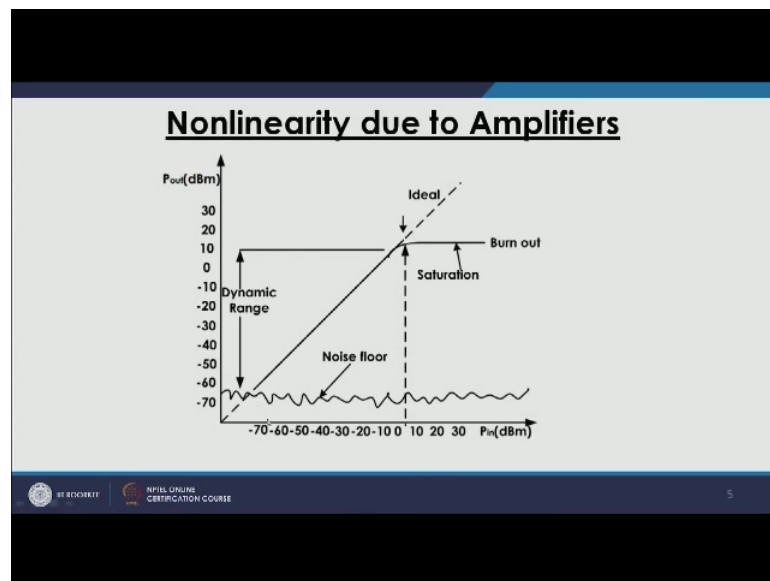 Nonlinearity due to Amplifiers
Pout(dBm)
Ideal
30
20
10
0
-10
-20
-30
-40
-50
-60
-70
Burn out
Saturation
Dynamic
Range
Noise floor
-70-60-50-40-30-20-10 0 10 20 30 Pin(dBm)
IIT ROORKEE
NPTEL ONLINE
CERTIFICATION COURSE
5